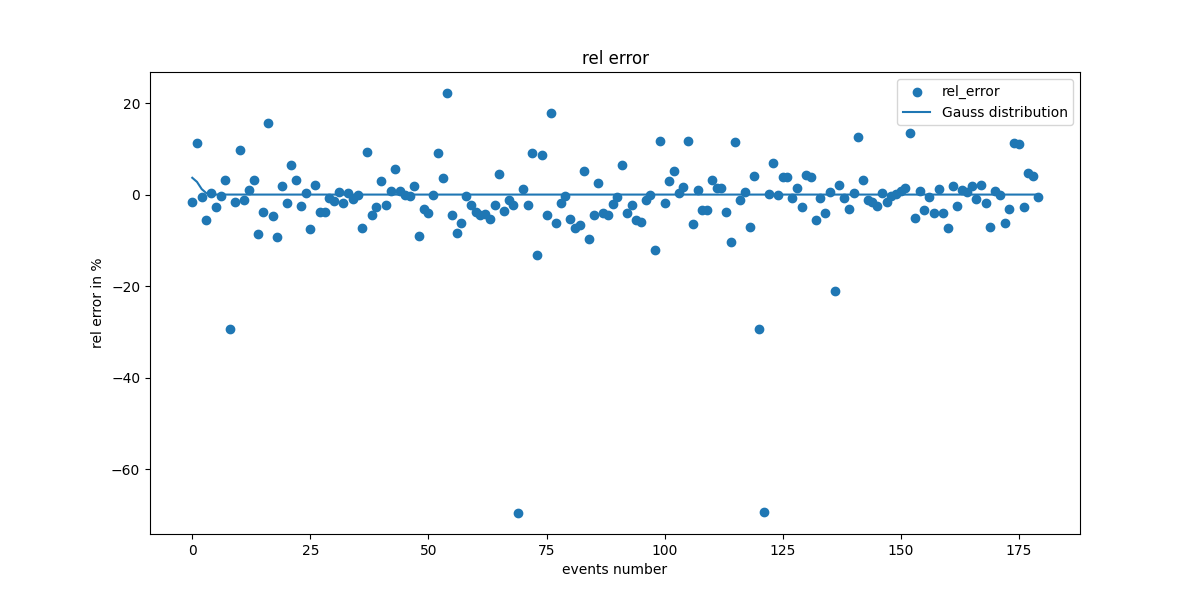 rel error
rel_error
Gauss distribution
rel error in %
20
0
−20
−40
−60
0 25 50 75 100 125 150 175
events number